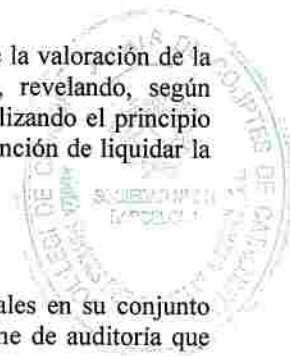 e la valoración de la
, revelando, según
lizando el principio
nción de liquidar la
ales en su conjunto
ne de auditoría que